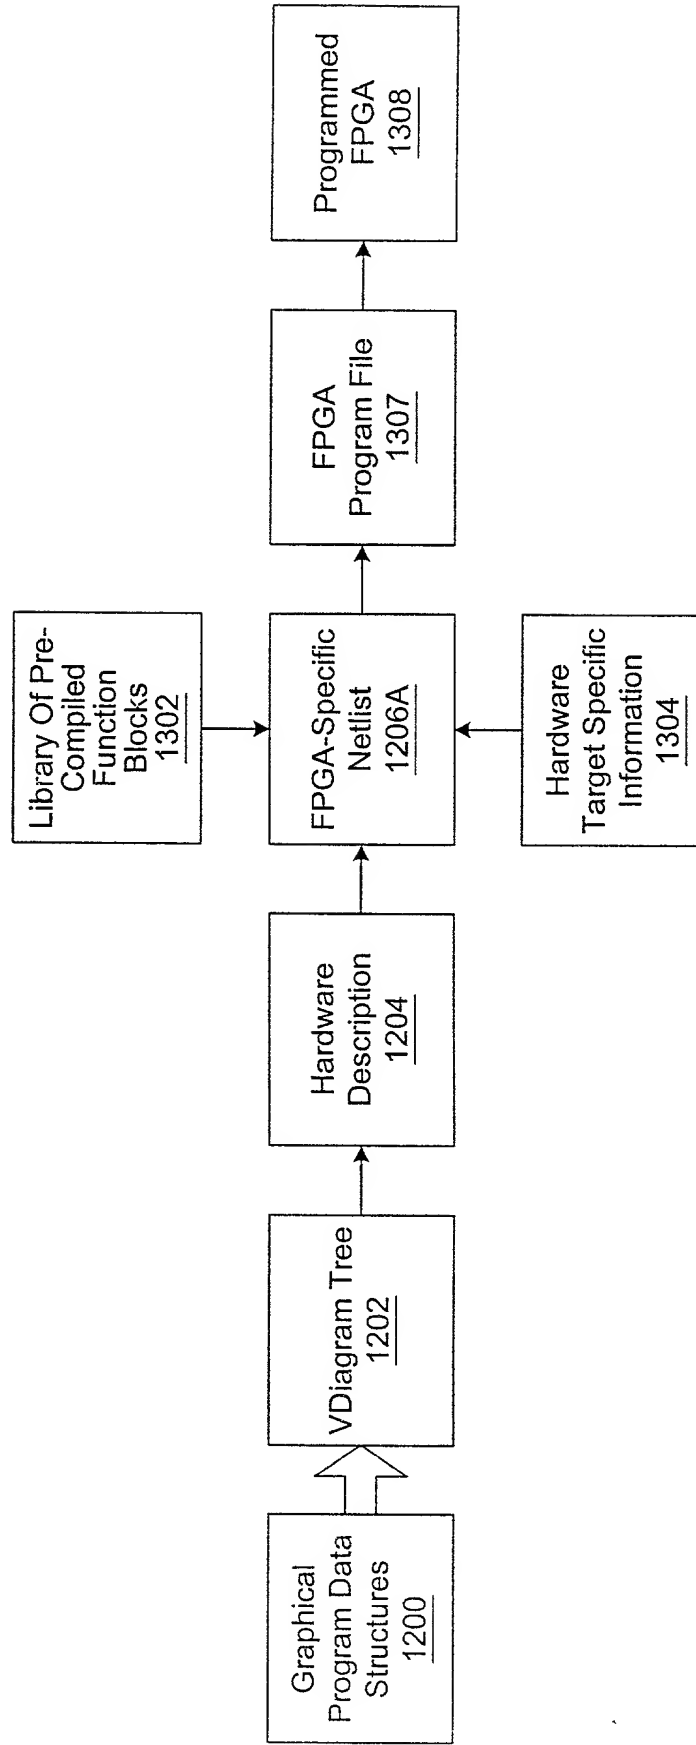 Graphical
Program Data
Structures
1200
VDiagram Tree
1202
Hardware
Description
1204
Library Of Pre-
Compiled
Function
Blocks
1302
FPGA-Specific
Netlist
1206A
Hardware
Target Specific
Information
1304
FPGA
Program File
1307
Programmed
FPGA
1308